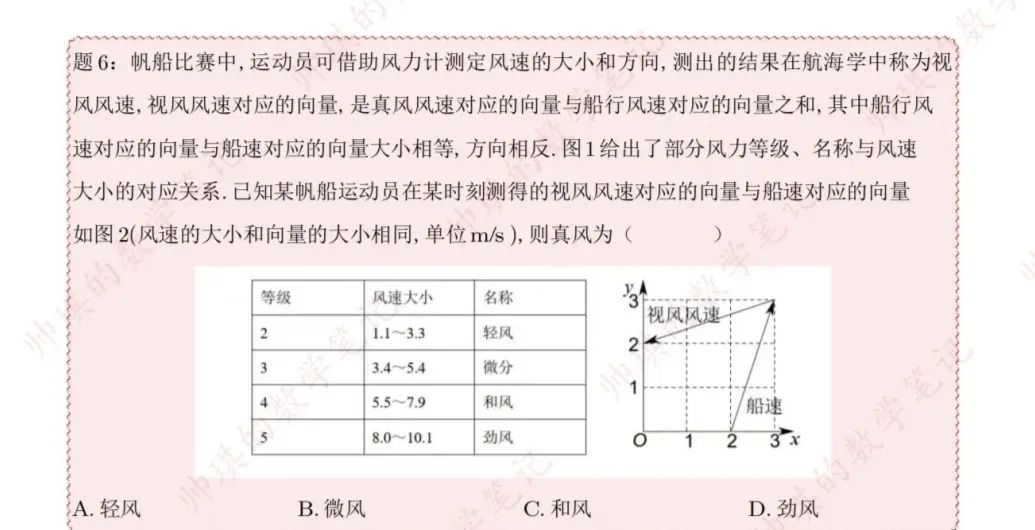 题 6：帆船比赛中，运动员可借助风力计测定风速的大小和方向，测出的结果在航海学中称为视
风风速，视风风速对应的向量，是真风风速对应的向量与船行风速对应的向量之和，其中船行风
速对应的向量与船速对应的向量大小相等，方向相反. 图 1 给出了部分风力等级、名称与风速
大小的对应关系. 已知某帆船运动员在某时刻测得的视风风速对应的向量与船速对应的向量
如图 2(风速的大小和向量的大小相同, 单位 m/s ), 则真风为（ ）
等级 风速大小 名称
2 1.1～3.3 轻风
3 3.4～5.4 微分
4 5.5～7.9 和风
5 8.0～10.1 劲风
y
3
视风风速
2
1
船速
O 1 2 3 x
A. 轻风 B. 微风 C. 和风 D. 劲风
帅琪的数学笔记